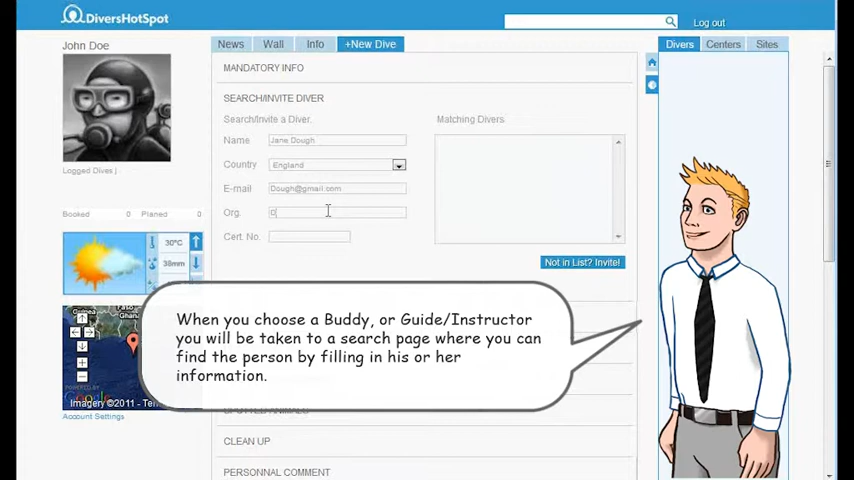 DiversHotSpot
Log out
John Doe
News Wall Info +New Dive
Divers Centers Sites
MANDATORY INFO
SEARCH/INVITE DIVER
Search/Invite a Diver.
Matching Divers
Name Jane Dough
Country England
E-mail Dough@gmail.com
Org.
Cert. No.
Logged Dives
Booked 0 Planed 0
30°C
38mm
Not in List? Invite!
When you choose a Buddy, or Guide/Instructor
you will be taken to a search page where you can
find the person by filling in his or her
information.
POWERED BY
Google
Imagery ©2011 - Ter
Account Settings
CLEAN UP
PERSONNAL COMMENT